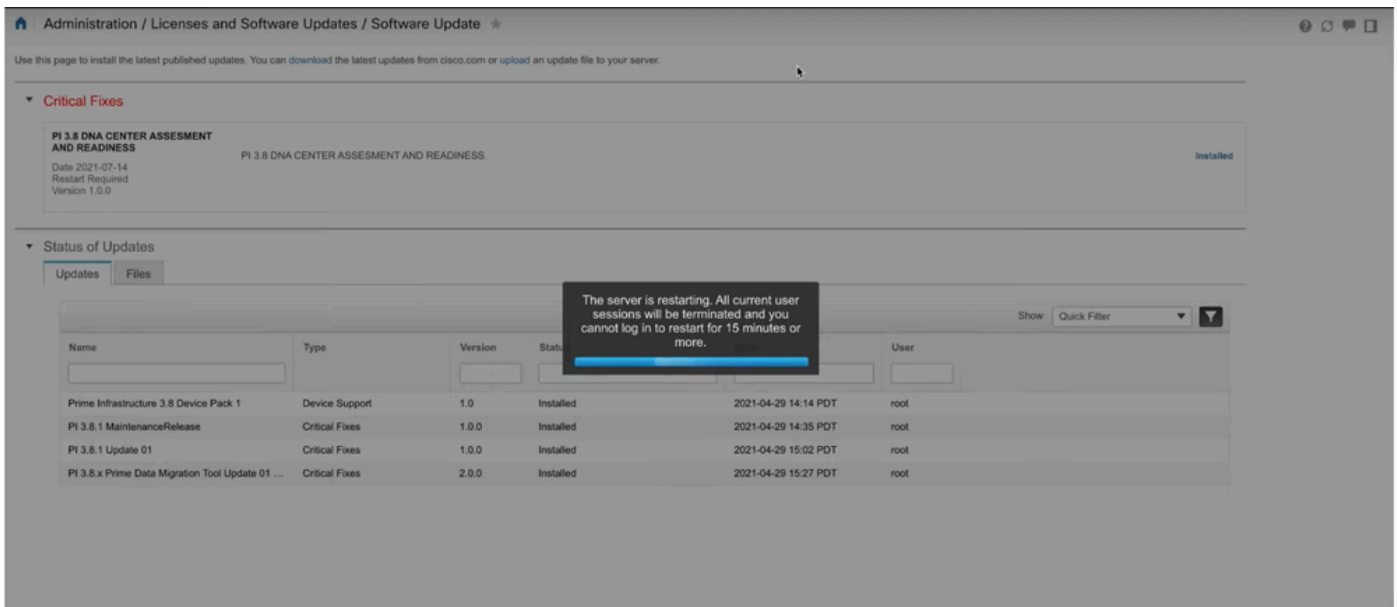 Administration / Licenses and Software Updates / Software Update
Use this page to install the latest published updates. You can download the latest updates from cisco.com or upload an update file to your server.
Critical Fixes
PI 3.8 DNA CENTER ASSESMENT
AND READINESS
Date 2021-07-14
Restart Required
Version 1.0.0
PI 3.8 DNA CENTER ASSESMENT AND READINESS.
Installed
Status of Updates
Updates Files
The server is restarting. All current user
sessions will be terminated and you
cannot log in to restart for 15 minutes or
more.
Show Quick Filter
Name Type Version User
Prime Infrastructure 3.8 Device Pack 1 Device Support 1.0 Installed 2021-04-29 14:14 PDT root
PI 3.8.1 MaintenanceRelease Critical Fixes 1.0.0 Installed 2021-04-29 14:35 PDT root
PI 3.8.1 Update 01 Critical Fixes 1.0.0 Installed 2021-04-29 15:02 PDT root
PI 3.8.x Prime Data Migration Tool Update 01 ... Critical Fixes 2.0.0 Installed 2021-04-29 15:27 PDT root